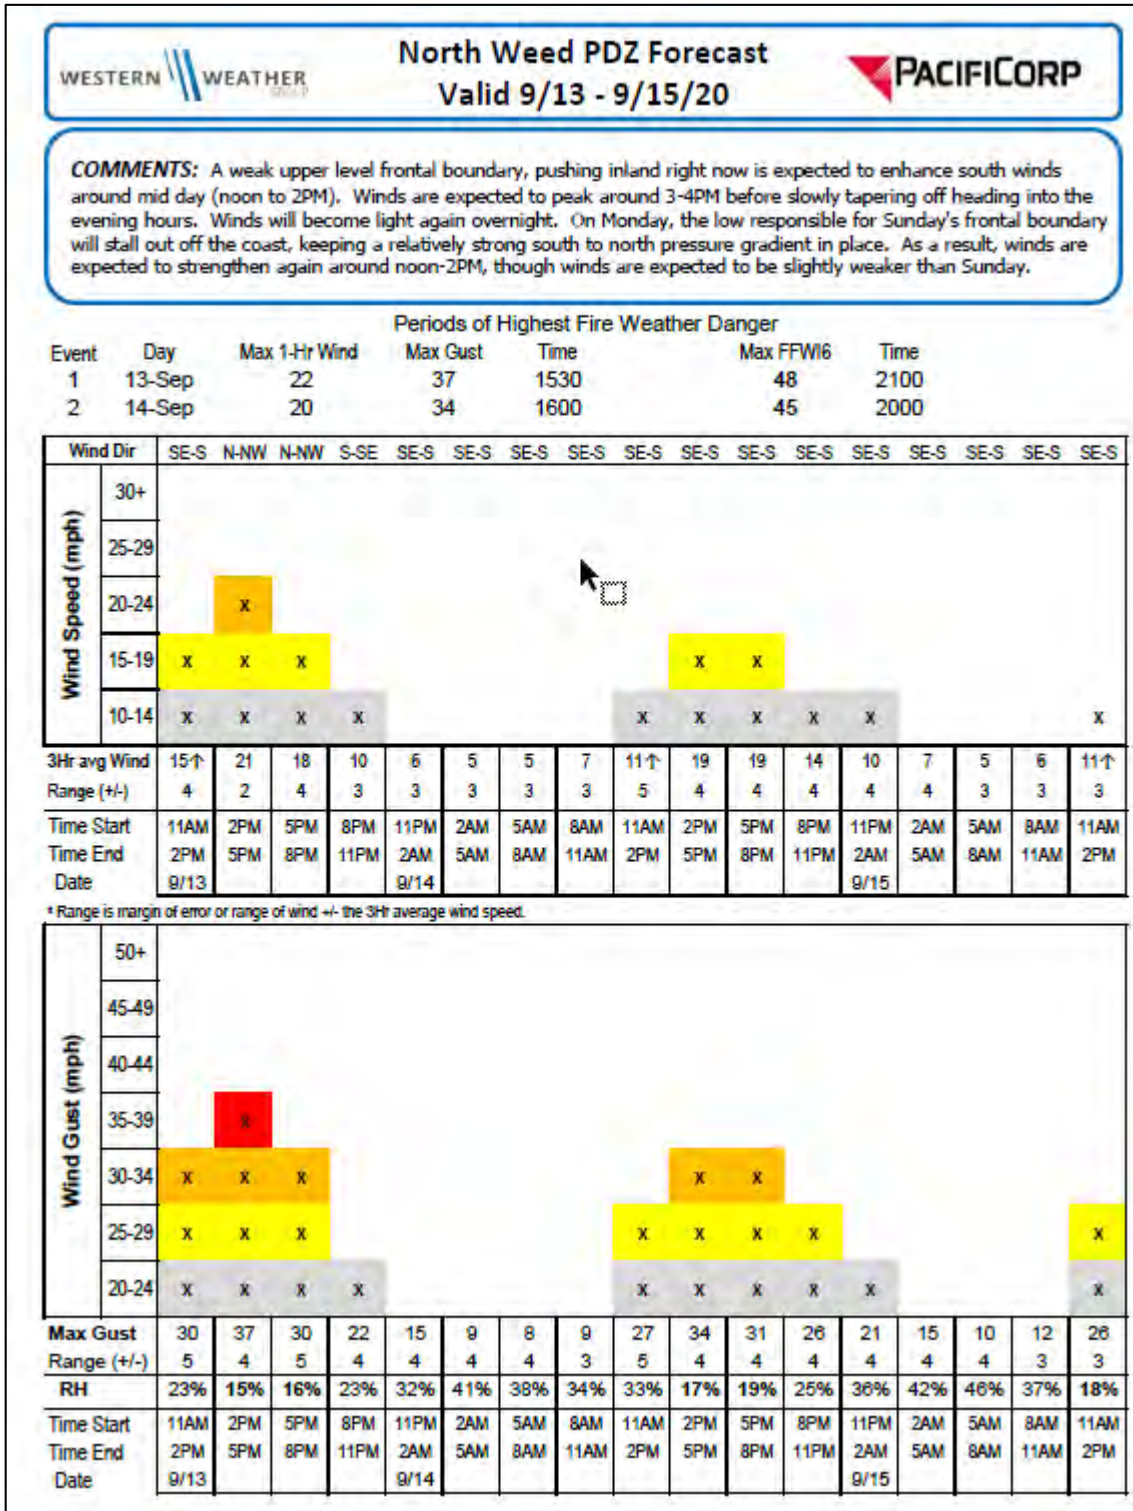 WESTERN WEATHER GROUP
North Weed PDZ Forecast
Valid 9/13 - 9/15/20
PACIFICORP
COMMENTS: A weak upper level frontal boundary, pushing inland right now is expected to enhance south winds
around mid day (noon to 2PM). Winds are expected to peak around 3-4PM before slowly tapering off heading into the
evening hours. Winds will become light again overnight. On Monday, the low responsible for Sunday's frontal boundary
will stall out off the coast, keeping a relatively strong south to north pressure gradient in place. As a result, winds are
expected to strengthen again around noon-2PM, though winds are expected to be slightly weaker than Sunday.
Periods of Highest Fire Weather Danger
Event Day Max 1-Hr Wind Max Gust Time Max FFWI6 Time
1 13-Sep 22 37 1530 48 2100
2 14-Sep 20 34 1600 45 2000
Wind Dir SE-S N-NW N-NW S-SE SE-S SE-S SE-S SE-S SE-S SE-S SE-S SE-S SE-S SE-S SE-S SE-S SE-S
Wind Speed (mph)
30+
25-29
20-24 x
15-19 x x x x x
10-14 x x x x x x x x x x
3Hr avg Wind 15↑ 21 18 10 6 5 5 7 11↑ 19 19 14 10 7 5 6 11↑
Range (+/-) 4 2 4 3 3 3 3 3 5 4 4 4 4 4 3 3 3
Time Start 11AM 2PM 5PM 8PM 11PM 2AM 5AM 8AM 11AM 2PM 5PM 8PM 11PM 2AM 5AM 8AM 11AM
Time End 2PM 5PM 8PM 11PM 2AM 5AM 8AM 11AM 2PM 5PM 8PM 11PM 2AM 5AM 8AM 11AM 2PM
Date 9/13 9/14 9/15
* Range is margin of error or range of wind +/- the 3Hr average wind speed.
Wind Gust (mph)
50+
45-49
40-44
35-39 x
30-34 x x x x x
25-29 x x x x x x x x
20-24 x x x x x x x x x x
Max Gust 30 37 30 22 15 9 8 9 27 34 31 26 21 15 10 12 26
Range (+/-) 5 4 5 4 4 4 4 3 5 4 4 4 4 4 4 3 3
RH 23% 15% 16% 23% 32% 41% 38% 34% 33% 17% 19% 25% 36% 42% 46% 37% 18%
Time Start 11AM 2PM 5PM 8PM 11PM 2AM 5AM 8AM 11AM 2PM 5PM 8PM 11PM 2AM 5AM 8AM 11AM
Time End 2PM 5PM 8PM 11PM 2AM 5AM 8AM 11AM 2PM 5PM 8PM 11PM 2AM 5AM 8AM 11AM 2PM
Date 9/13 9/14 9/15